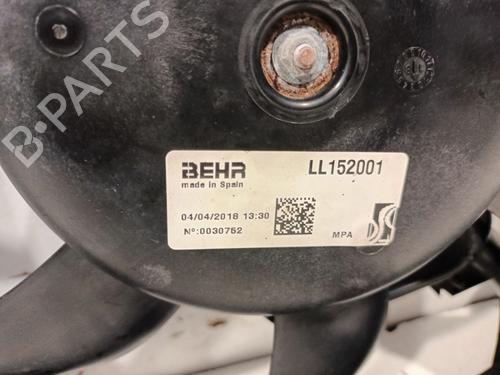 B-PARTS
BEHR LL152001
made in Spain
04/04/2018 13:30
Nº:0030752
MPA